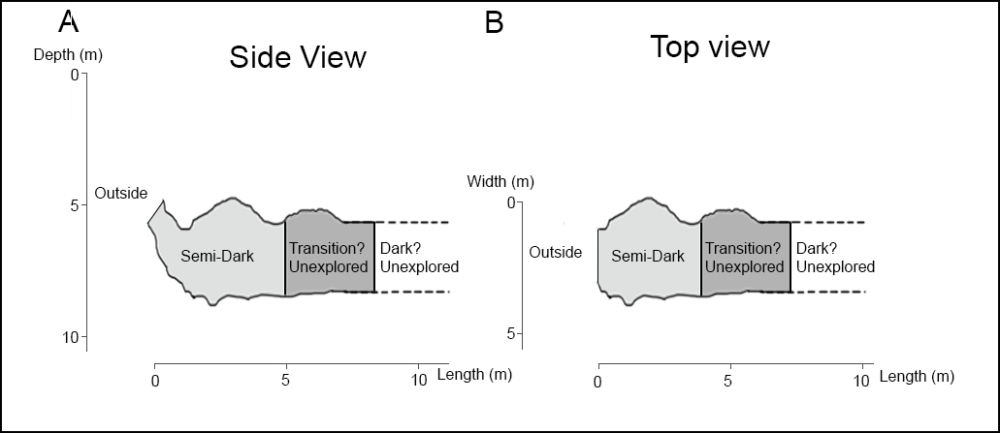 A
Side View
Depth (m)
0
Outside
5
Semi-Dark
Transition?
Unexplored
Dark?
Unexplored
10
0
5
10
Length (m)
B
Top view
Width (m)
0
Outside
Semi-Dark
Transition?
Unexplored
Dark?
Unexplored
5
0
5
10
Length (m)